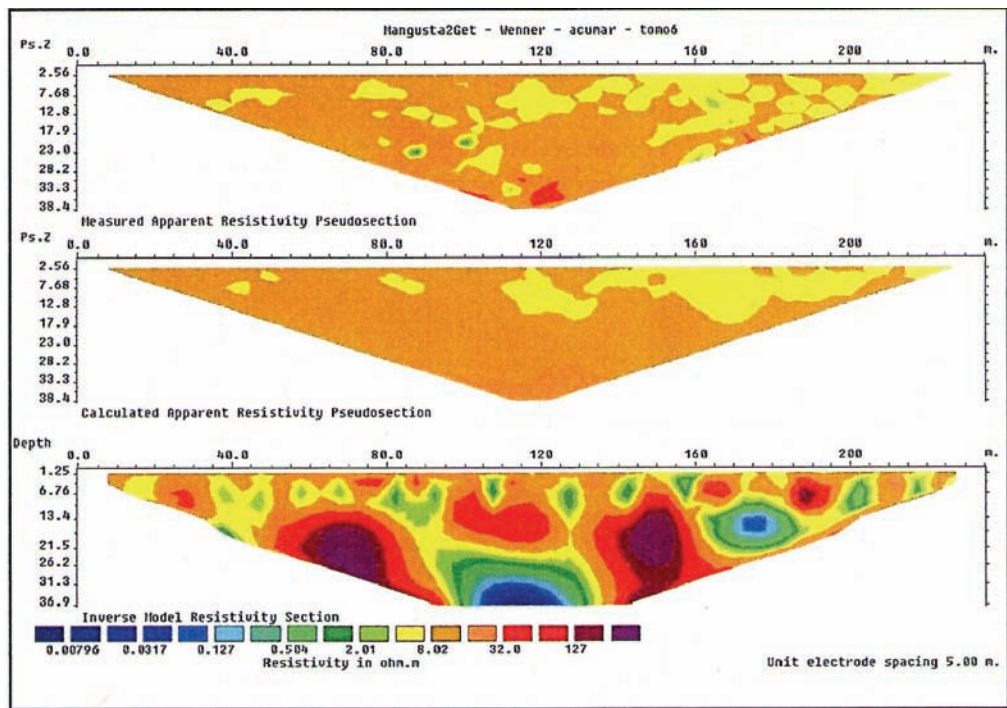 Mangusta2Get - Wenner - acumar - tomo6
Ps.Z 0.0 40.0 80.0 120 160 200 m.
2.56
7.68
12.8
17.9
23.0
28.2
33.3
38.4
Measured Apparent Resistivity Pseudosection
Ps.Z 0.0 40.0 80.0 120 160 200 m.
2.56
7.68
12.8
17.9
23.0
28.2
33.3
38.4
Calculated Apparent Resistivity Pseudosection
Depth 0.0 40.0 80.0 120 160 200 m.
1.25
6.76
13.4
21.5
26.2
31.3
36.9
Inverse Model Resistivity Section
0.00796 0.0317 0.127 0.504 2.01 8.02 32.0 127
Resistivity in ohm.m
Unit electrode spacing 5.00 m.